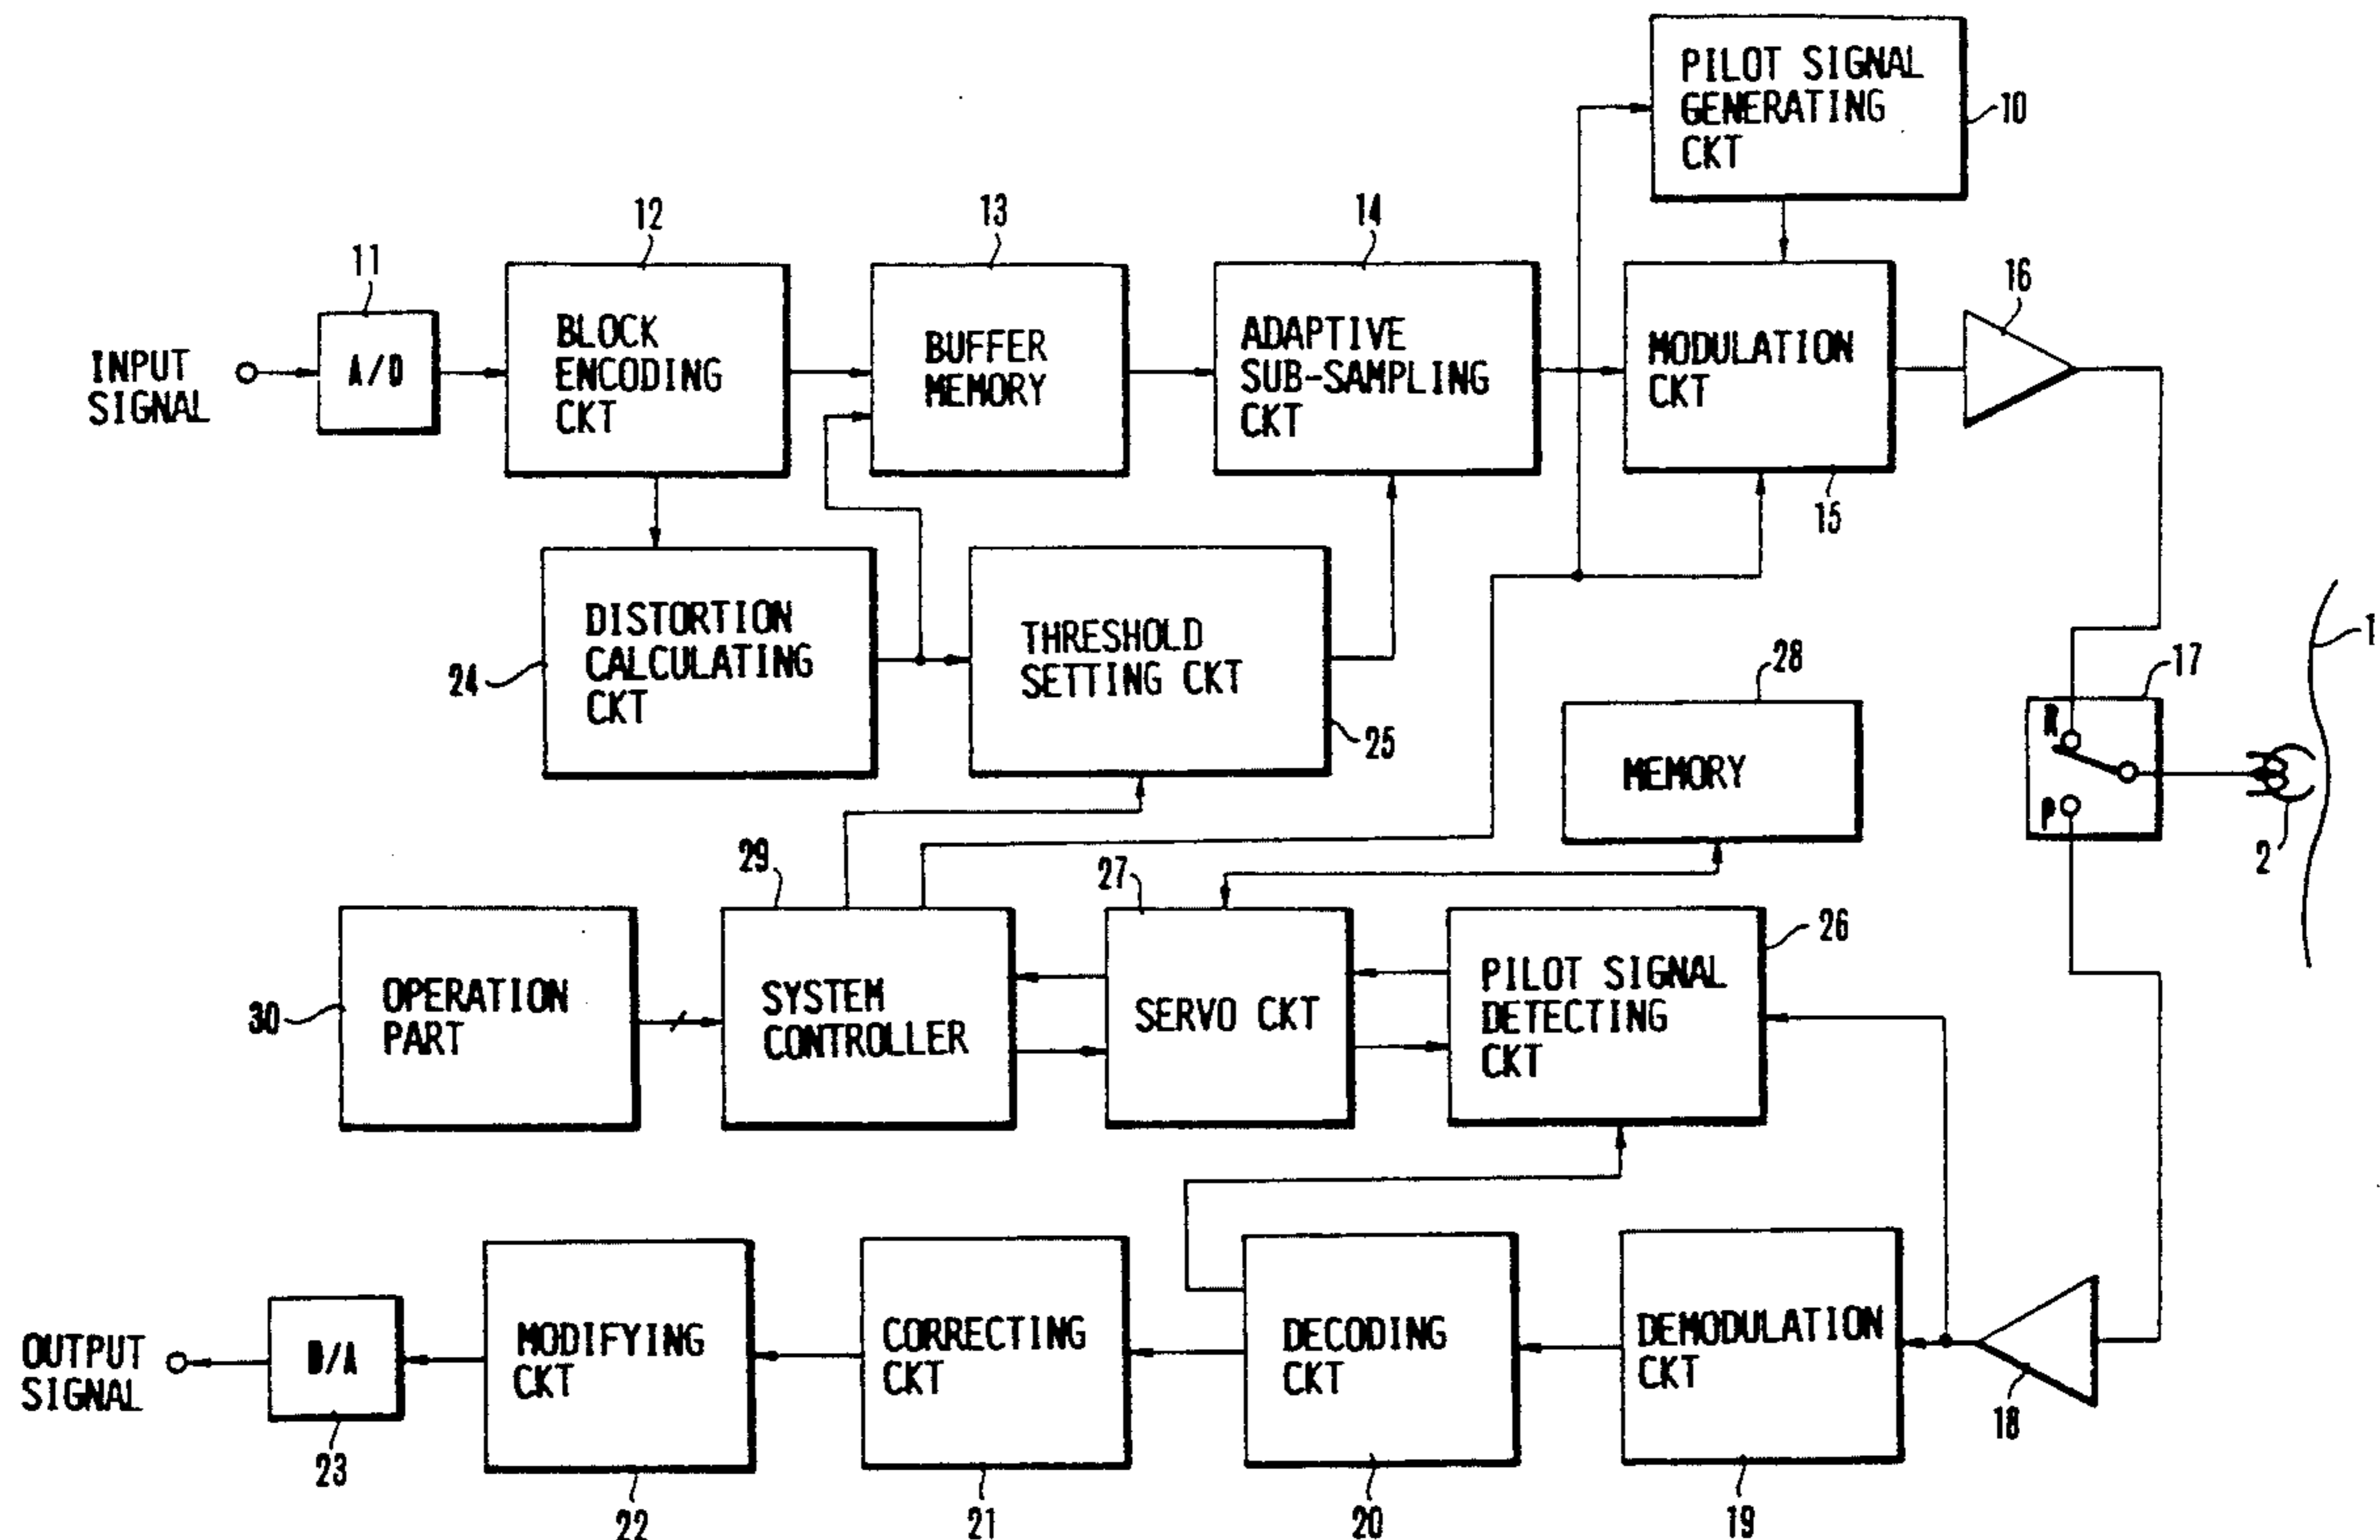 PILOT SIGNAL
GENERATING
CKT
10
11
12
13
14
16
INPUT
SIGNAL
A/D
BLOCK
ENCODING
CKT
BUFFER
MEMORY
ADAPTIVE
SUB-SAMPLING
CKT
MODULATION
CKT
15
24
DISTORTION
CALCULATING
CKT
THRESHOLD
SETTING CKT
25
28
MEMORY
17
R
P
1
2
29
27
26
30
OPERATION
PART
SYSTEM
CONTROLLER
SERVO CKT
PILOT SIGNAL
DETECTING
CKT
OUTPUT
SIGNAL
D/A
MODIFYING
CKT
CORRECTING
CKT
DECODING
CKT
DEMODULATION
CKT
18
23
22
21
20
19